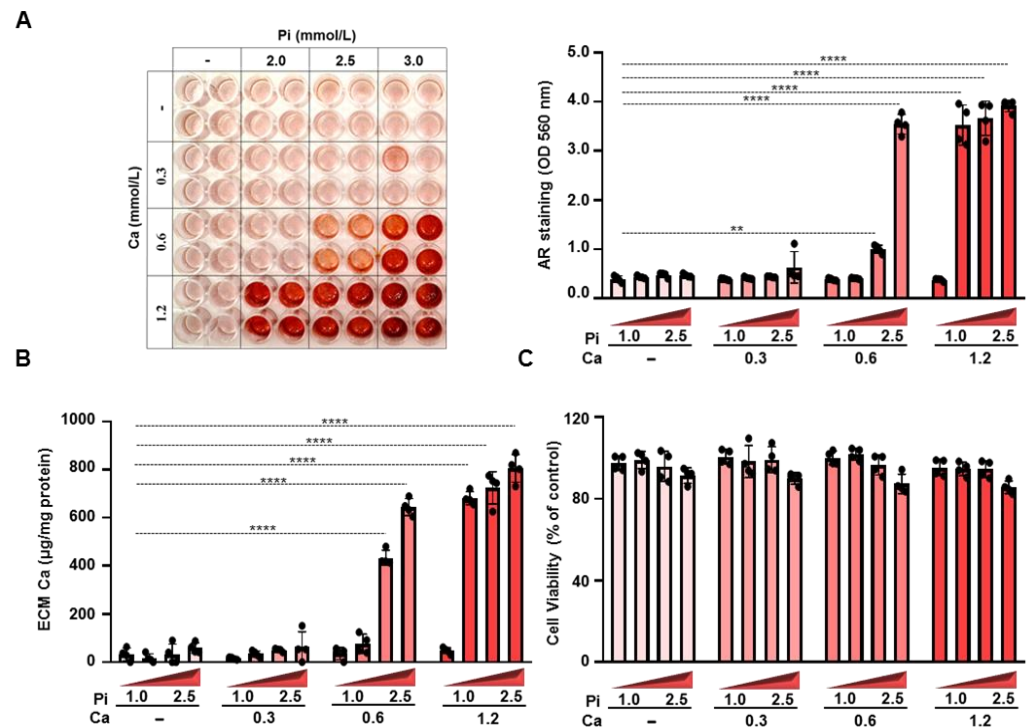 A
Pi (mmol/L)
- 2.0 2.5 3.0
Ca (mmol/L)
-
0.3
0.6
1.2
AR staining (OD 560 nm)
5.0
4.0
3.0
2.0
1.0
0.0
****
****
****
****
**
Pi 1.0 2.5 1.0 2.5 1.0 2.5 1.0 2.5
Ca – 0.3 0.6 1.2
B
ECM Ca (µg/mg protein)
1000
800
600
400
200
0
****
****
****
****
****
Pi 1.0 2.5 1.0 2.5 1.0 2.5 1.0 2.5
Ca – 0.3 0.6 1.2
C
Cell Viability (% of control)
120
80
40
0
Pi 1.0 2.5 1.0 2.5 1.0 2.5 1.0 2.5
Ca – 0.3 0.6 1.2